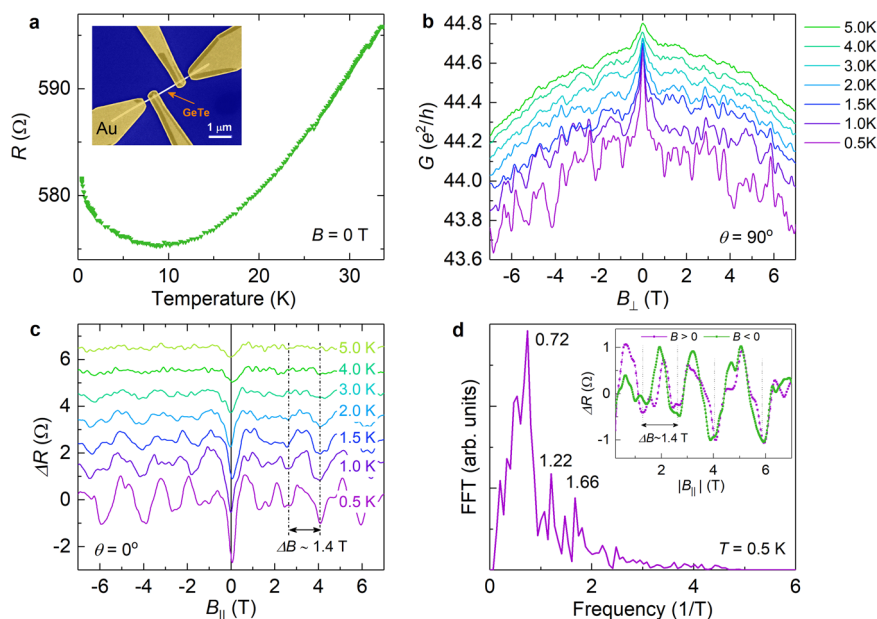 a
R (Ω)
590
580
0
10
20
30
Temperature (K)
B = 0 T
Au
GeTe
1 μm
b
G (e²/h)
44.8
44.6
44.4
44.2
44.0
43.8
43.6
-6
-4
-2
0
2
4
6
B⊥ (T)
θ = 90º
5.0K
4.0K
3.0K
2.0K
1.5K
1.0K
0.5K
c
ΔR (Ω)
6
4
2
0
-2
-6
-4
-2
0
2
4
6
B|| (T)
5.0 K
4.0 K
3.0 K
2.0 K
1.5 K
1.0 K
0.5 K
θ = 0º
ΔB ~ 1.4 T
d
FFT (arb. units)
0.72
1.22
1.66
T = 0.5 K
0
2
4
6
Frequency (1/T)
B > 0
B < 0
ΔR (Ω)
1
0
-1
ΔB~1.4 T
2
4
6
|B||| (T)